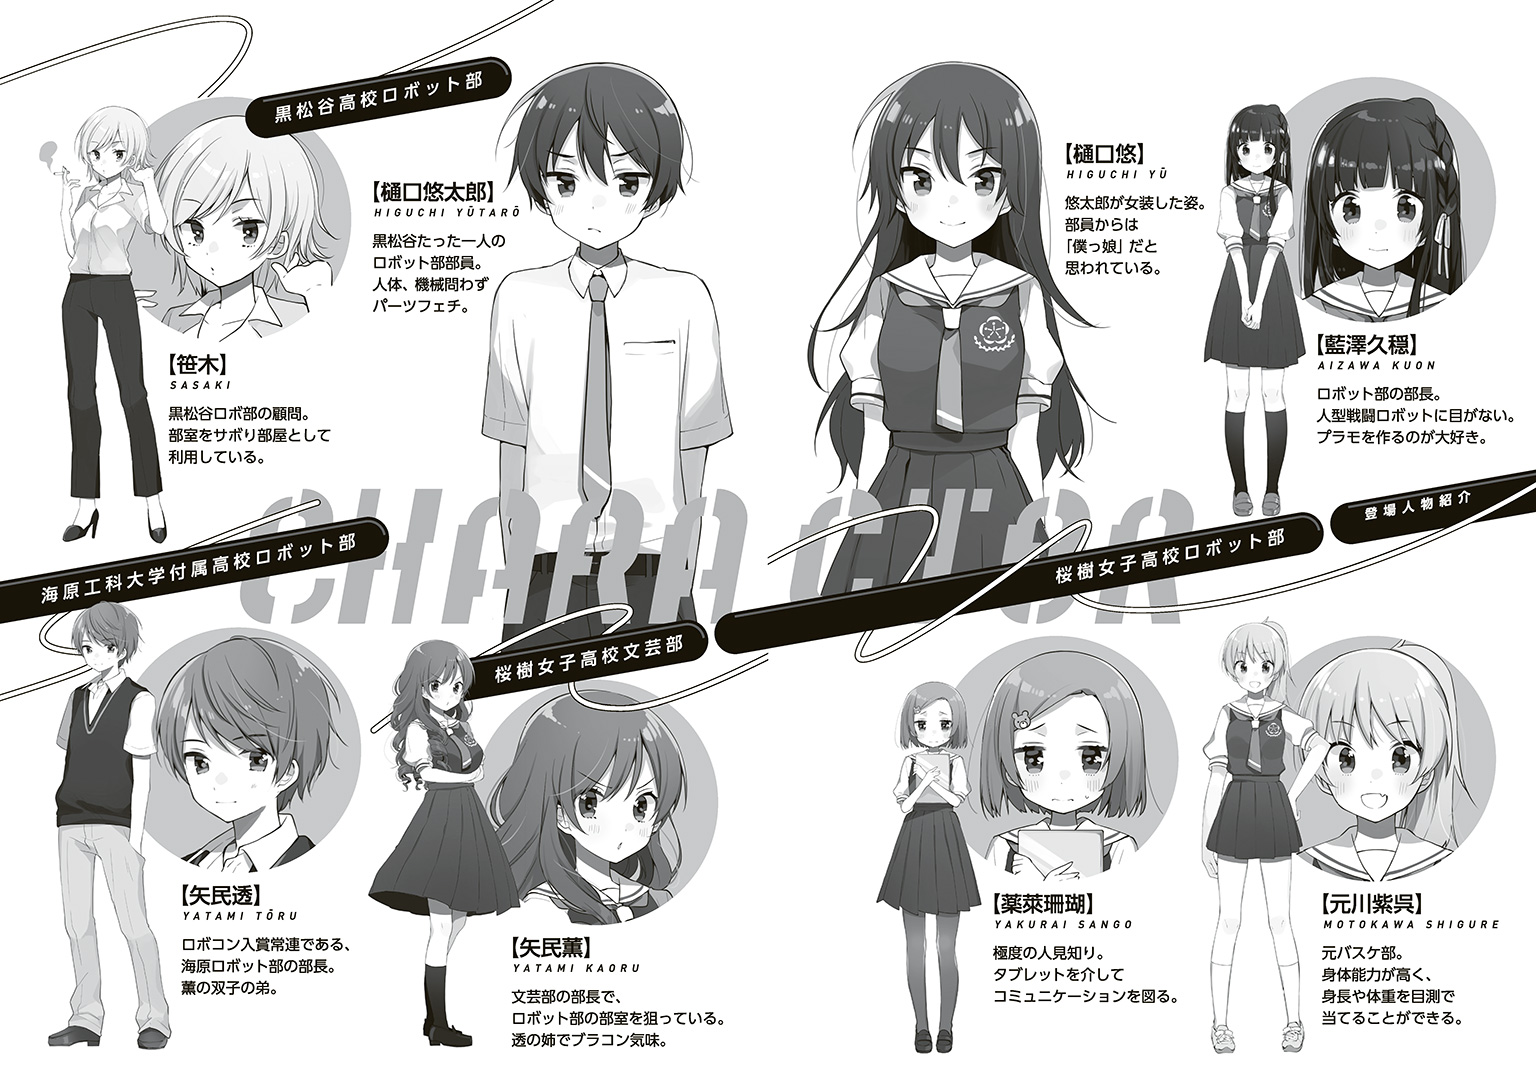 登場人物紹介
黒松谷高校ロボット部
【樋口悠太郎】
HIGUCHI YŪTARŌ
黒松谷たった一人の
ロボット部部員。
人体、機械問わず
パーツフェチ。
【笹木】
SASAKI
黒松谷ロボ部の顧問。
部室をサボり部屋として
利用している。
【樋口悠】
HIGUCHI YŪ
悠太郎が女装した姿。
部員からは
「僕っ娘」だと
思われている。
【藍澤久穏】
AIZAWA KUON
ロボット部の部長。
人型戦闘ロボットに目がない。
プラモを作るのが大好き。
桜樹女子高校ロボット部
【薬萊珊瑚】
YAKURAI SANGO
極度の人見知り。
タブレットを介して
コミュニケーションを図る。
【元川紫呉】
MOTOKAWA SHIGURE
元バスケ部。
身体能力が高く、
身長や体重を目測で
当てることができる。
海原工科大学付属高校ロボット部
【矢民透】
YATAMI TŌRU
ロボコン入賞常連である、
海原ロボット部の部長。
薫の双子の弟。
桜樹女子高校文芸部
【矢民薫】
YATAMI KAORU
文芸部の部長で、
ロボット部の部室を狙っている。
透の姉でブラコン気味。